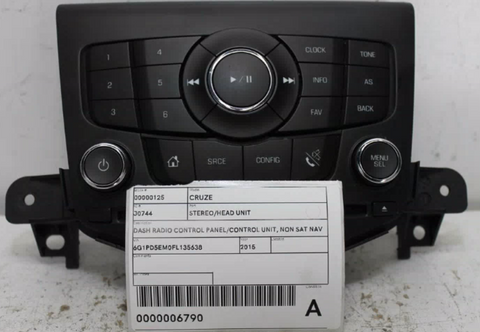 1 4 CLOCK TONE
2 5 INFO AS
3 6 FAV BACK
SRCE CONFIG MENU
SEL
00000125 CRUZE
30744 STEREO/HEAD UNIT
DASH RADIO CONTROL PANEL/CONTROL UNIT, NON SAT NAV
6G1PD5EM0FL135638 2015
A
0000006790